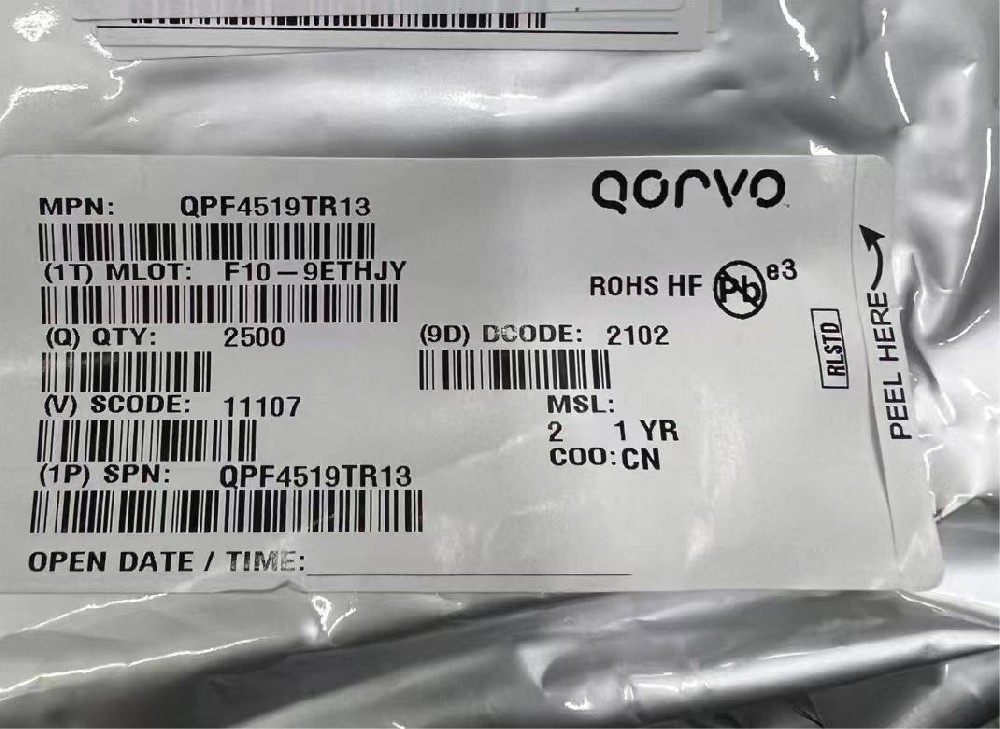 QORVO
MPN: QPF4519TR13
(1T) MLOT: F10-9ETHJY
ROHS HF Pb e3
(Q) QTY: 2500
(9D) DCODE: 2102
(V) SCODE: 11107
MSL:
2 1 YR
COO: CN
(1P) SPN: QPF4519TR13
OPEN DATE / TIME:
RLSTD
PEEL HERE